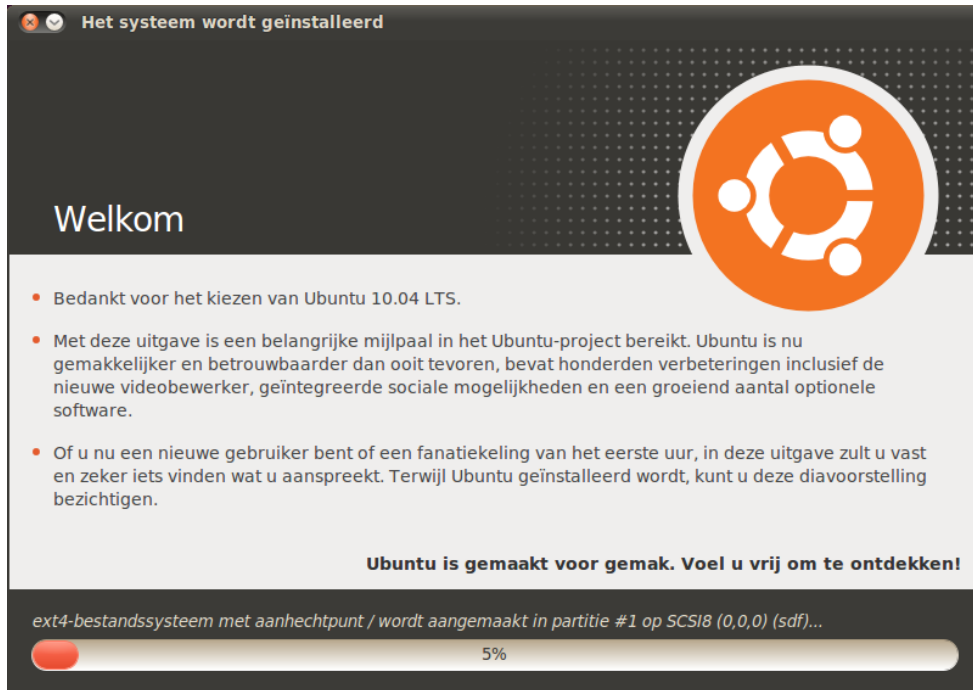 Het systeem wordt geïnstalleerd
Welkom
Bedankt voor het kiezen van Ubuntu 10.04 LTS.
Met deze uitgave is een belangrijke mijlpaal in het Ubuntu-project bereikt. Ubuntu is nu
gemakkelijker en betrouwbaarder dan ooit tevoren, bevat honderden verbeteringen inclusief de
nieuwe videobewerker, geïntegreerde sociale mogelijkheden en een groeiend aantal optionele
software.
Of u nu een nieuwe gebruiker bent of een fanatiekeling van het eerste uur, in deze uitgave zult u vast
en zeker iets vinden wat u aanspreekt. Terwijl Ubuntu geïnstalleerd wordt, kunt u deze diavoorstelling
bezichtigen.
Ubuntu is gemaakt voor gemak. Voel u vrij om te ontdekken!
ext4-bestandssysteem met aanhechtpunt / wordt aangemaakt in partitie #1 op SCSI8 (0,0,0) (sdf)...
5%